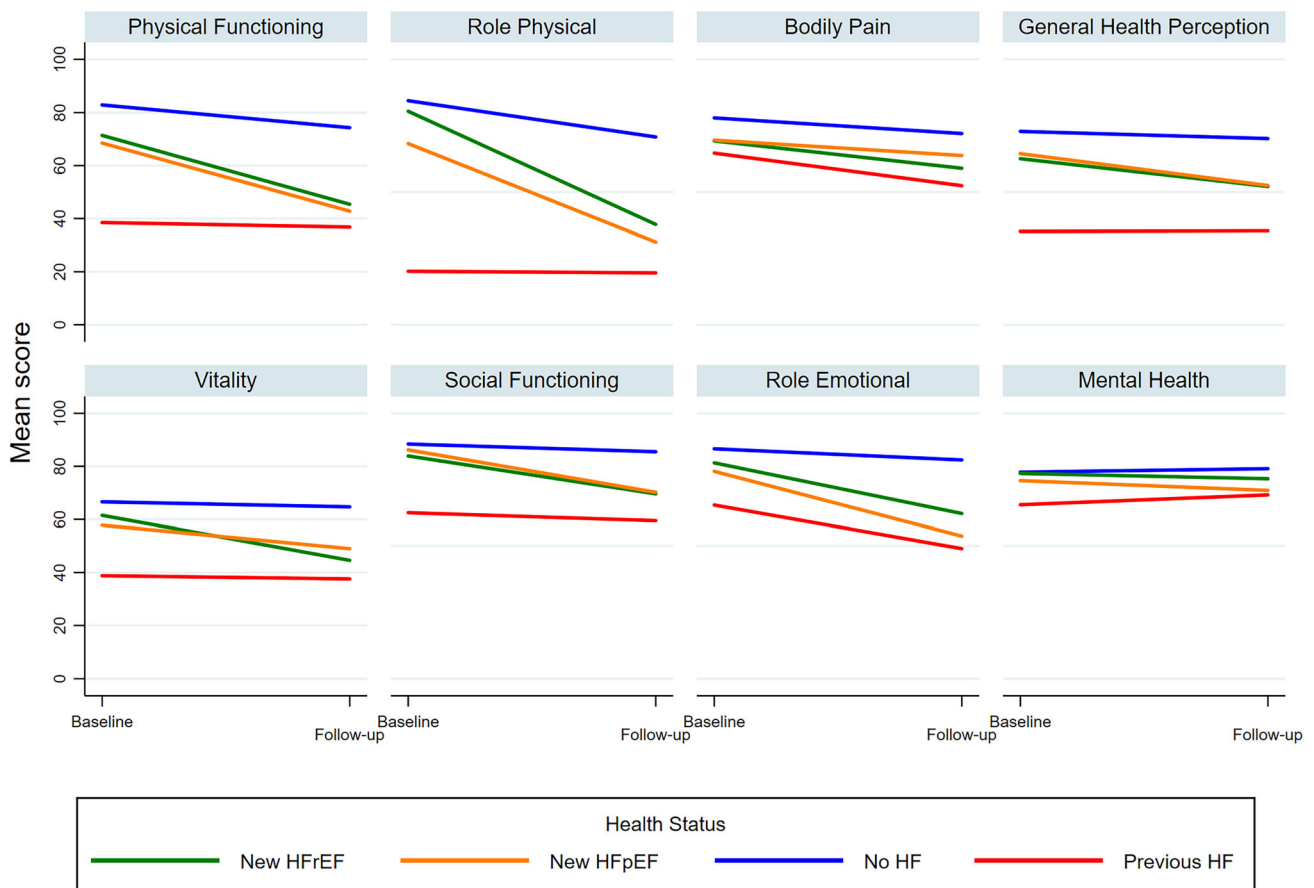 Physical Functioning Role Physical Bodily Pain General Health Perception
100
80
60
40
20
0
Mean score
Vitality Social Functioning Role Emotional Mental Health
100
80
60
40
20
0
Baseline Follow-up Baseline Follow-up Baseline Follow-up Baseline Follow-up
Health Status
New HFrEF New HFpEF No HF Previous HF